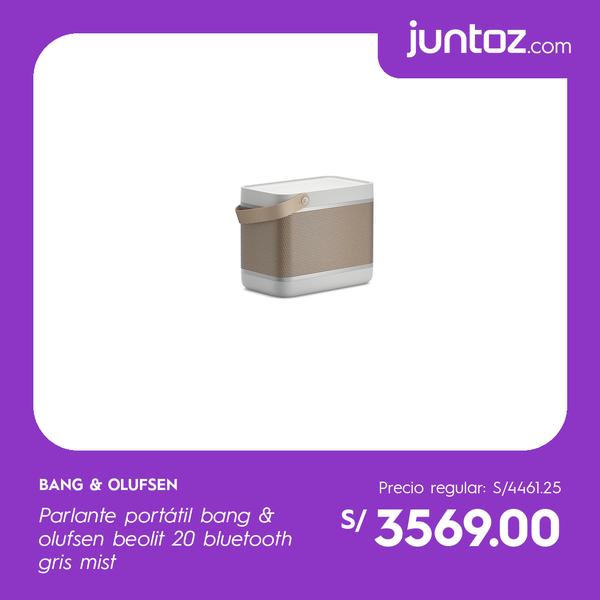 juntoz.com
BANG & OLUFSEN
Parlante portátil bang &
olufsen beolit 20 bluetooth
gris mist
Precio regular: S/4461.25
S/ 3569.00